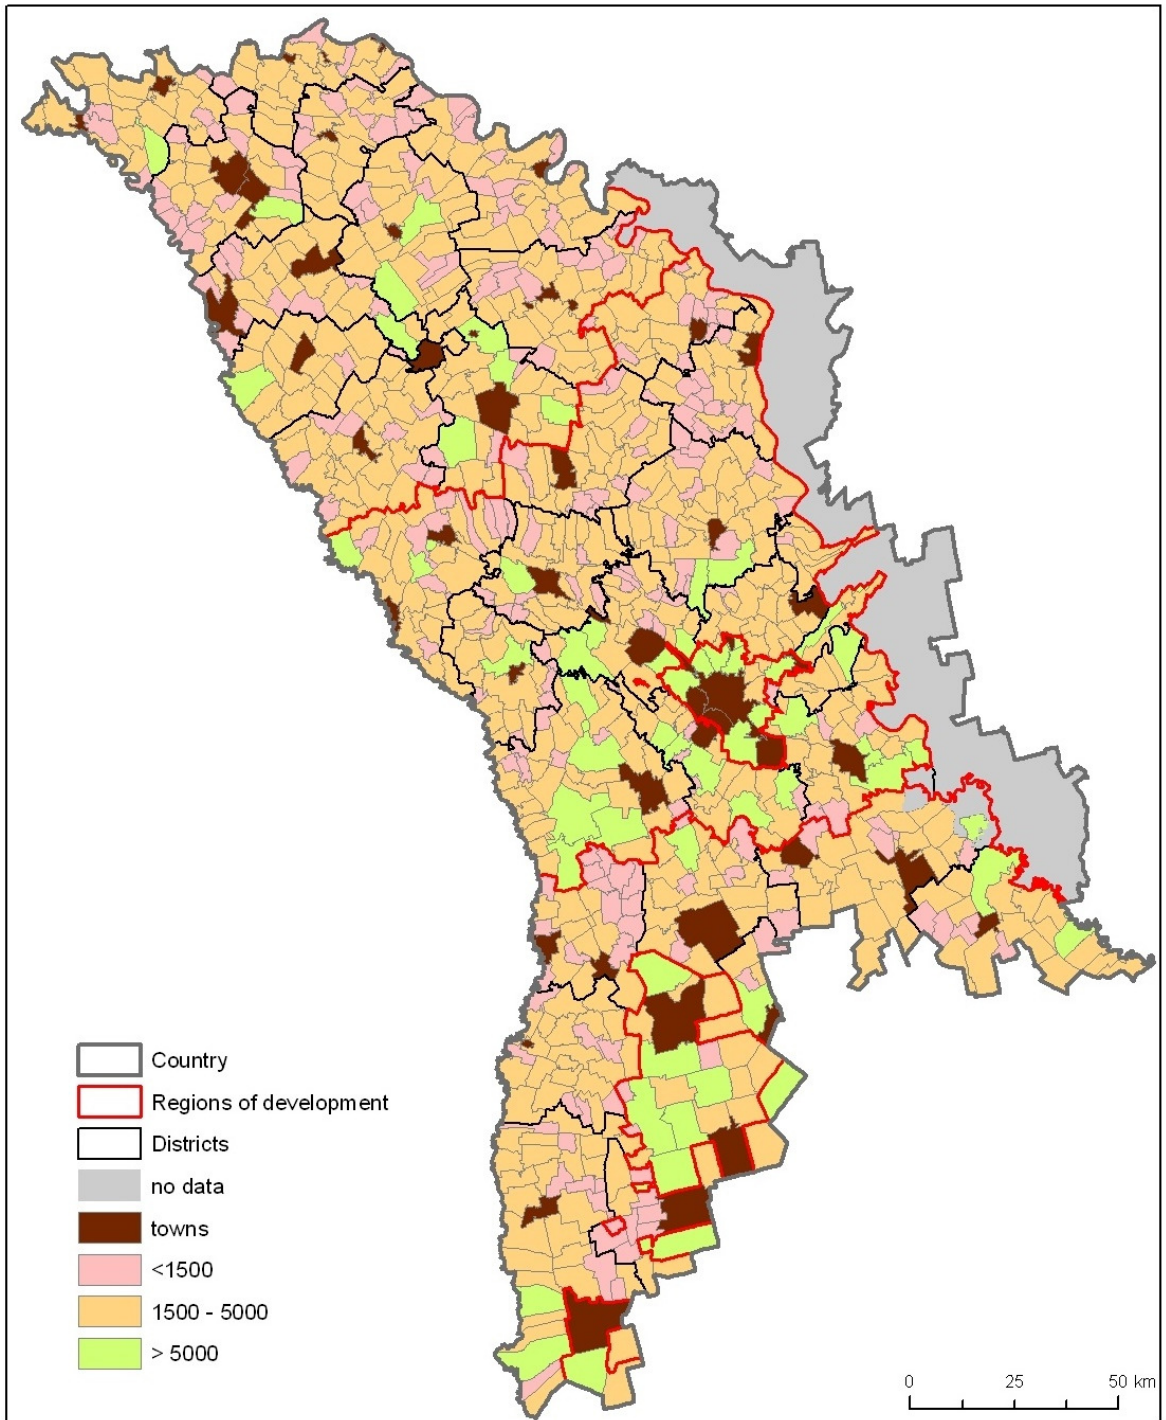 Country
Regions of development
Districts
no data
towns
<1500
1500 - 5000
> 5000
0 25 50 km